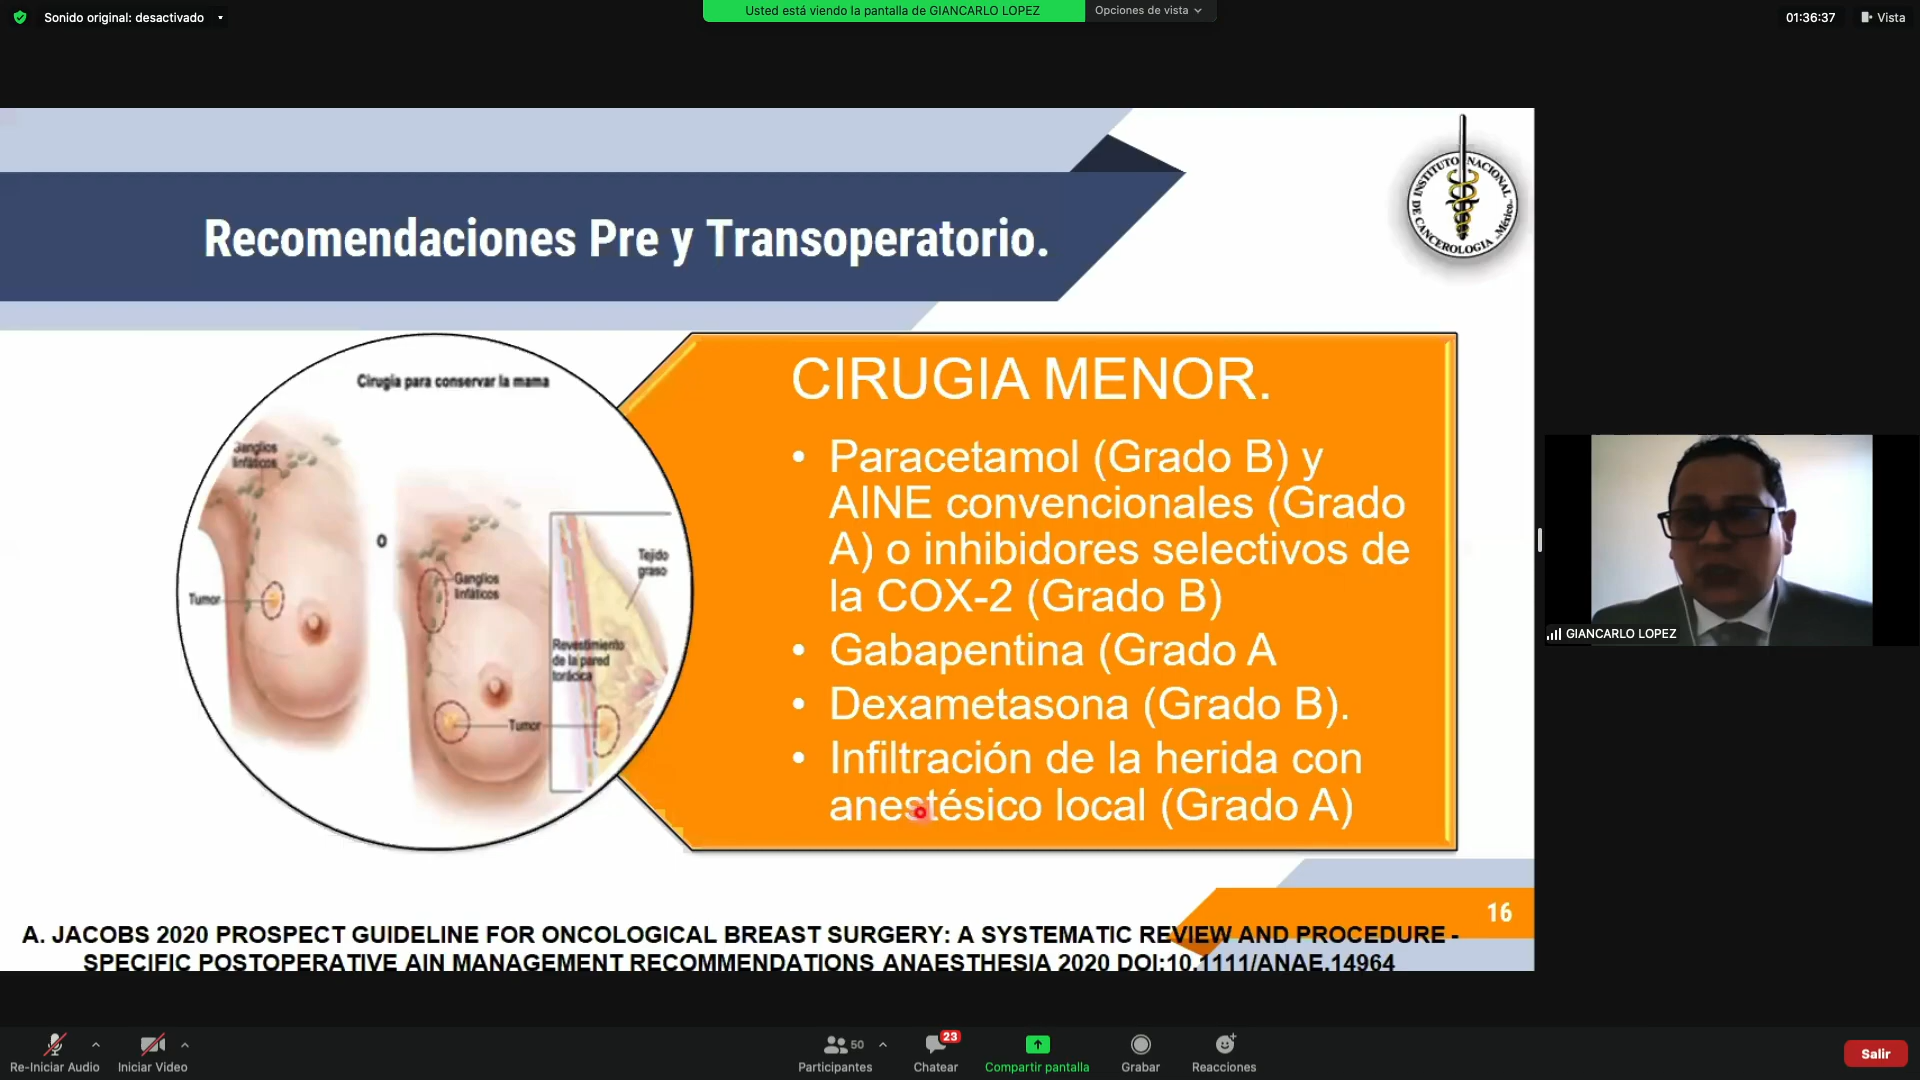 Sonido original: desactivado
Usted está viendo la pantalla de GIANCARLO LOPEZ
Opciones de vista
01:36:37
Vista
INSTITUTO NACIONAL DE CANCEROLOGIA México
Recomendaciones Pre y Transoperatorio.
Cirugía para conservar la mama
Ganglios
linfáticos
o
Tumor
Ganglios
linfáticos
Tejido
graso
Revestimiento
de la pared
torácica
Tumor
CIRUGIA MENOR.
• Paracetamol (Grado B) y
AINE convencionales (Grado
A) o inhibidores selectivos de
la COX-2 (Grado B)
• Gabapentina (Grado A
• Dexametasona (Grado B).
• Infiltración de la herida con
anestésico local (Grado A)
GIANCARLO LOPEZ
16
A. JACOBS 2020 PROSPECT GUIDELINE FOR ONCOLOGICAL BREAST SURGERY: A SYSTEMATIC REVIEW AND PROCEDURE -
SPECIFIC POSTOPERATIVE AIN MANAGEMENT RECOMMENDATIONS ANAESTHESIA 2020 DOI:10.1111/ANAE.14964
Re-Iniciar Audio
Iniciar Video
50
Participantes
23
Chatear
Compartir pantalla
Grabar
Reacciones
Salir